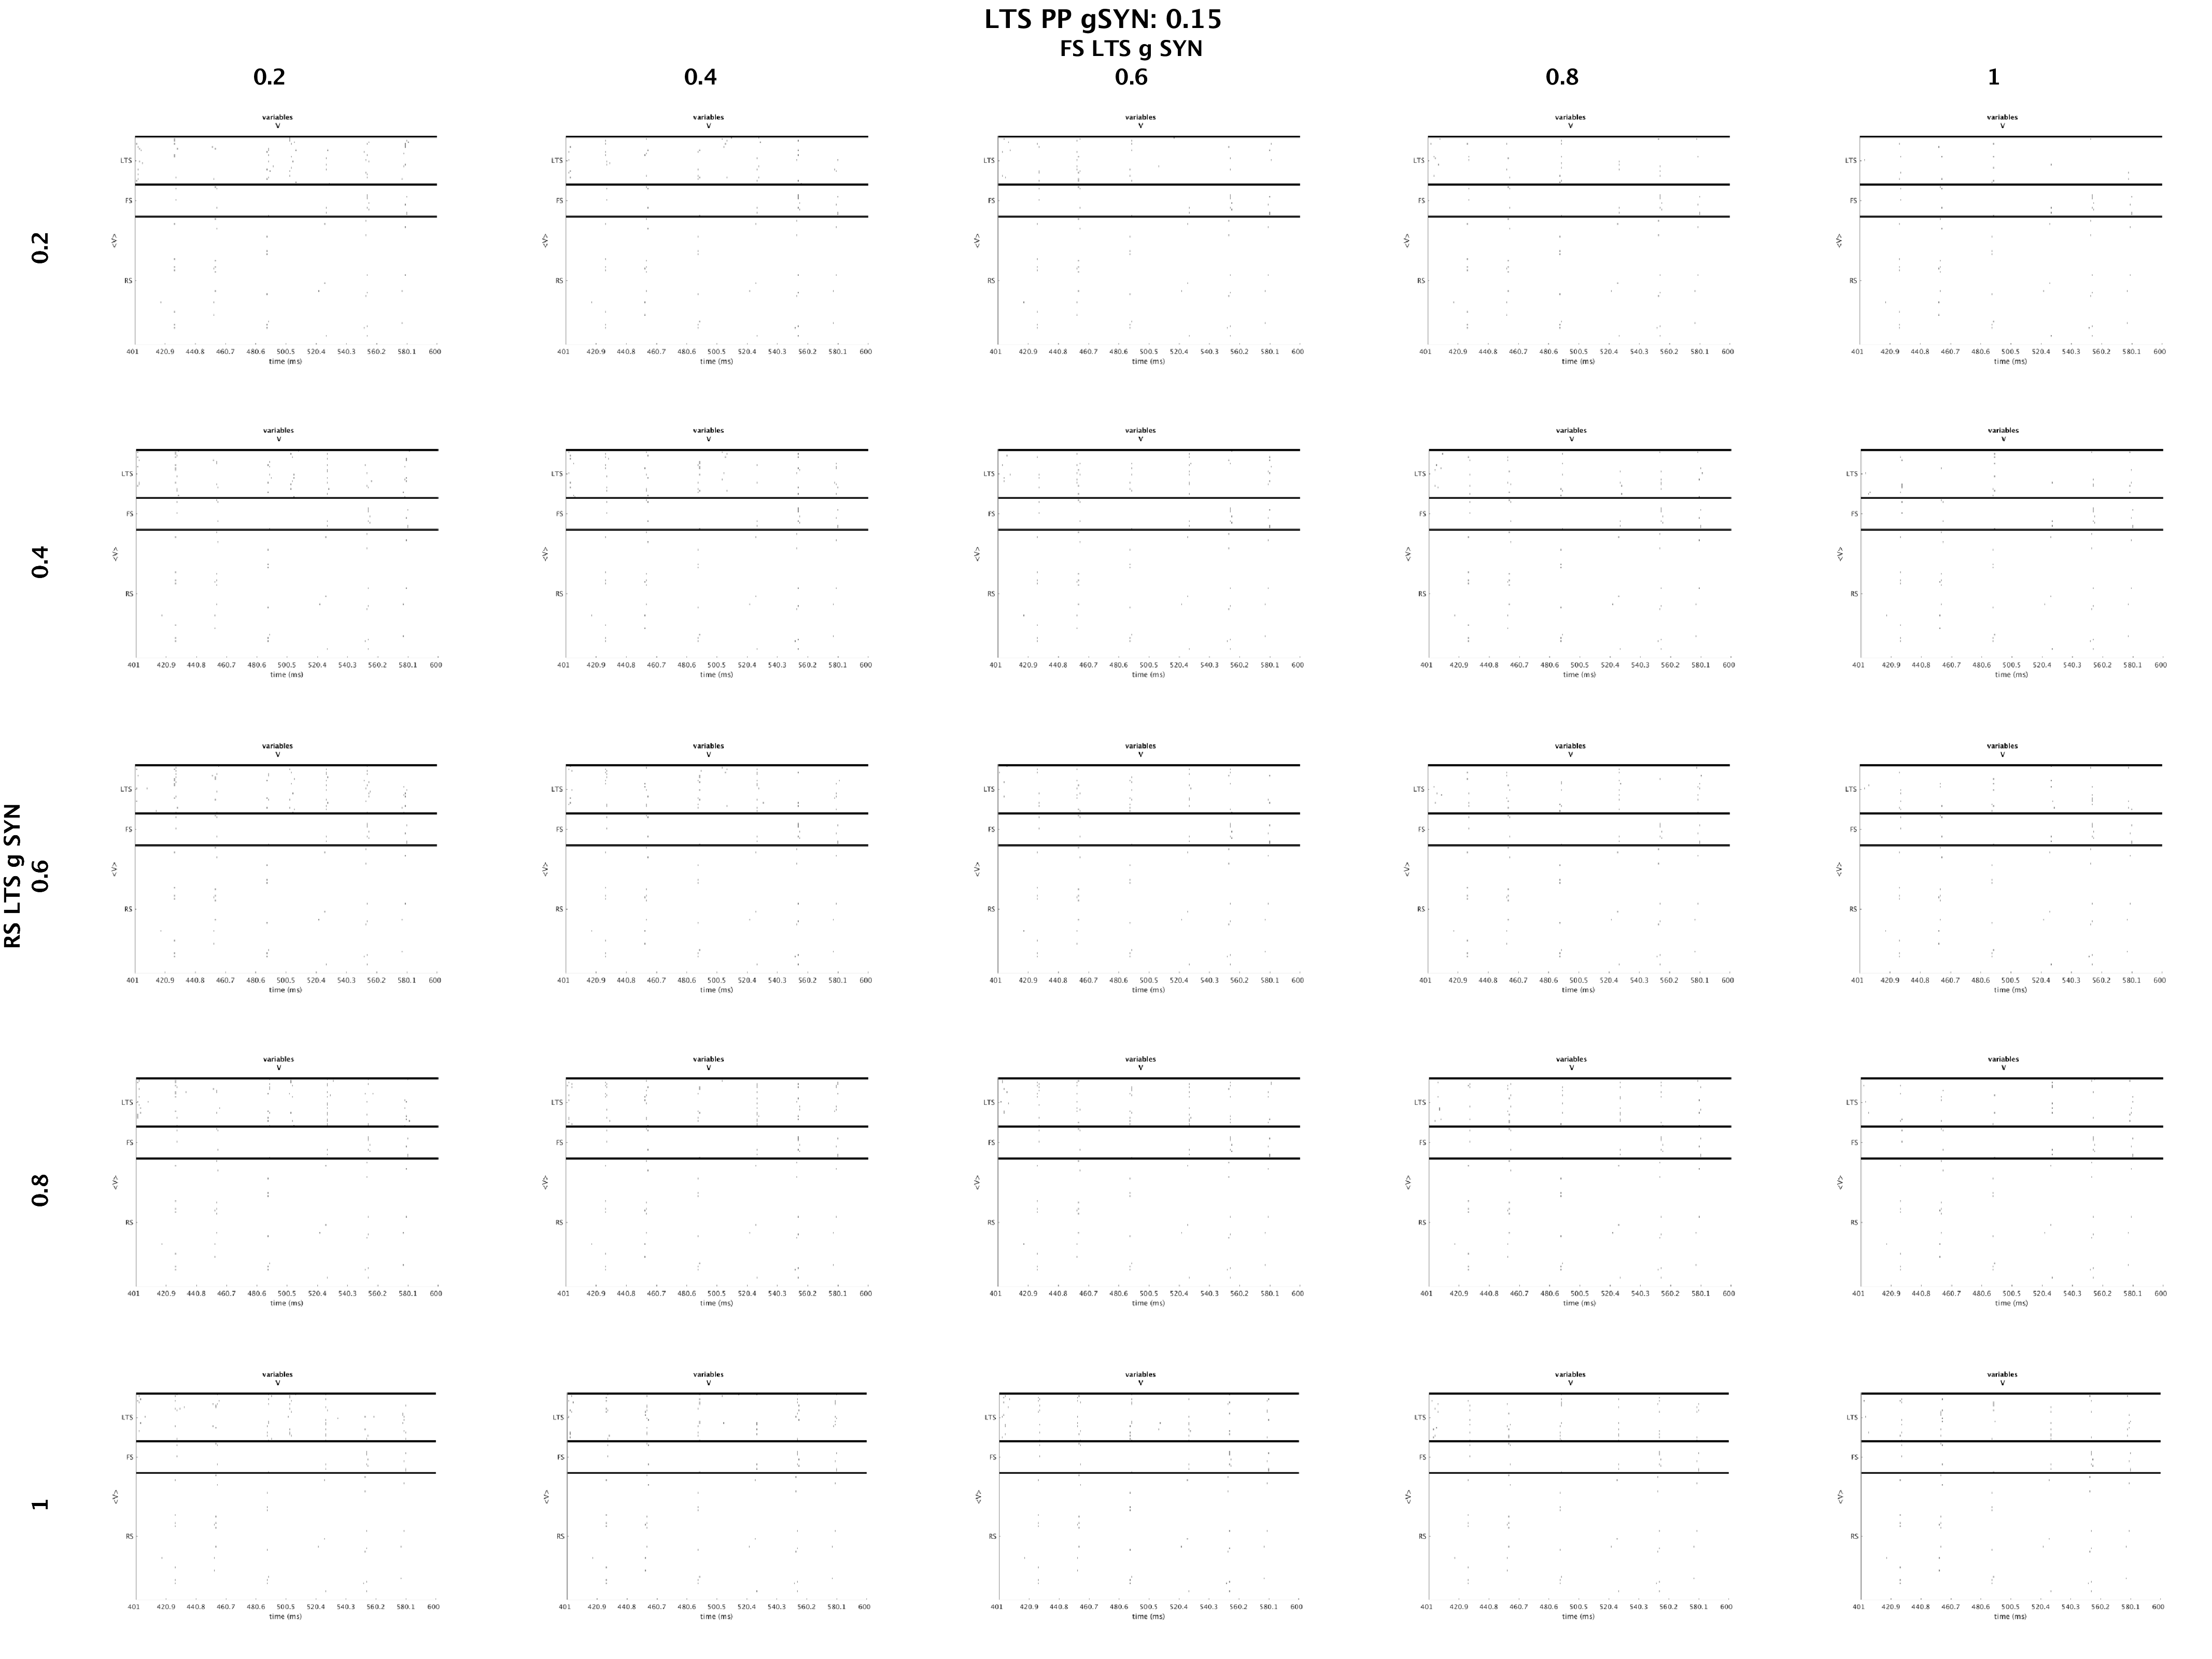 LTS PP gSYN: 0.15
FS LTS g SYN
0.2 0.4 0.6 0.8 1
variables variables variables variables variables
V V V V V
LTS LTS LTS LTS LTS
FS FS FS FS FS
0.2 <V> <V> <V> <V> <V>
RS RS RS RS RS
401 420.9 440.8 460.7 480.6 500.5 520.4 540.3 560.2 580.1 600 401 420.9 440.8 460.7 480.6 500.5 520.4 540.3 560.2 580.1 600 401 420.9 440.8 460.7 480.6 500.5 520.4 540.3 560.2 580.1 600 401 420.9 440.8 460.7 480.6 500.5 520.4 540.3 560.2 580.1 600 401 420.9 440.8 460.7 480.6 500.5 520.4 540.3 560.2 580.1 600
time (ms) time (ms) time (ms) time (ms) time (ms)
variables variables variables variables variables
V V V V V
LTS LTS LTS LTS LTS
FS FS FS FS FS
0.4 <V> <V> <V> <V> <V>
RS RS RS RS RS
401 420.9 440.8 460.7 480.6 500.5 520.4 540.3 560.2 580.1 600 401 420.9 440.8 460.7 480.6 500.5 520.4 540.3 560.2 580.1 600 401 420.9 440.8 460.7 480.6 500.5 520.4 540.3 560.2 580.1 600 401 420.9 440.8 460.7 480.6 500.5 520.4 540.3 560.2 580.1 600 401 420.9 440.8 460.7 480.6 500.5 520.4 540.3 560.2 580.1 600
time (ms) time (ms) time (ms) time (ms) time (ms)
variables variables variables variables variables
V V V V V
LTS LTS LTS LTS LTS
FS FS FS FS FS
RS LTS g SYN
0.6 <V> <V> <V> <V> <V>
RS RS RS RS RS
401 420.9 440.8 460.7 480.6 500.5 520.4 540.3 560.2 580.1 600 401 420.9 440.8 460.7 480.6 500.5 520.4 540.3 560.2 580.1 600 401 420.9 440.8 460.7 480.6 500.5 520.4 540.3 560.2 580.1 600 401 420.9 440.8 460.7 480.6 500.5 520.4 540.3 560.2 580.1 600 401 420.9 440.8 460.7 480.6 500.5 520.4 540.3 560.2 580.1 600
time (ms) time (ms) time (ms) time (ms) time (ms)
variables variables variables variables variables
V V V V V
LTS LTS LTS LTS LTS
FS FS FS FS FS
0.8 <V> <V> <V> <V> <V>
RS RS RS RS RS
401 420.9 440.8 460.7 480.6 500.5 520.4 540.3 560.2 580.1 600 401 420.9 440.8 460.7 480.6 500.5 520.4 540.3 560.2 580.1 600 401 420.9 440.8 460.7 480.6 500.5 520.4 540.3 560.2 580.1 600 401 420.9 440.8 460.7 480.6 500.5 520.4 540.3 560.2 580.1 600 401 420.9 440.8 460.7 480.6 500.5 520.4 540.3 560.2 580.1 600
time (ms) time (ms) time (ms) time (ms) time (ms)
variables variables variables variables variables
V V V V V
LTS LTS LTS LTS LTS
FS FS FS FS FS
1 <V> <V> <V> <V> <V>
RS RS RS RS RS
401 420.9 440.8 460.7 480.6 500.5 520.4 540.3 560.2 580.1 600 401 420.9 440.8 460.7 480.6 500.5 520.4 540.3 560.2 580.1 600 401 420.9 440.8 460.7 480.6 500.5 520.4 540.3 560.2 580.1 600 401 420.9 440.8 460.7 480.6 500.5 520.4 540.3 560.2 580.1 600 401 420.9 440.8 460.7 480.6 500.5 520.4 540.3 560.2 580.1 600
time (ms) time (ms) time (ms) time (ms) time (ms)